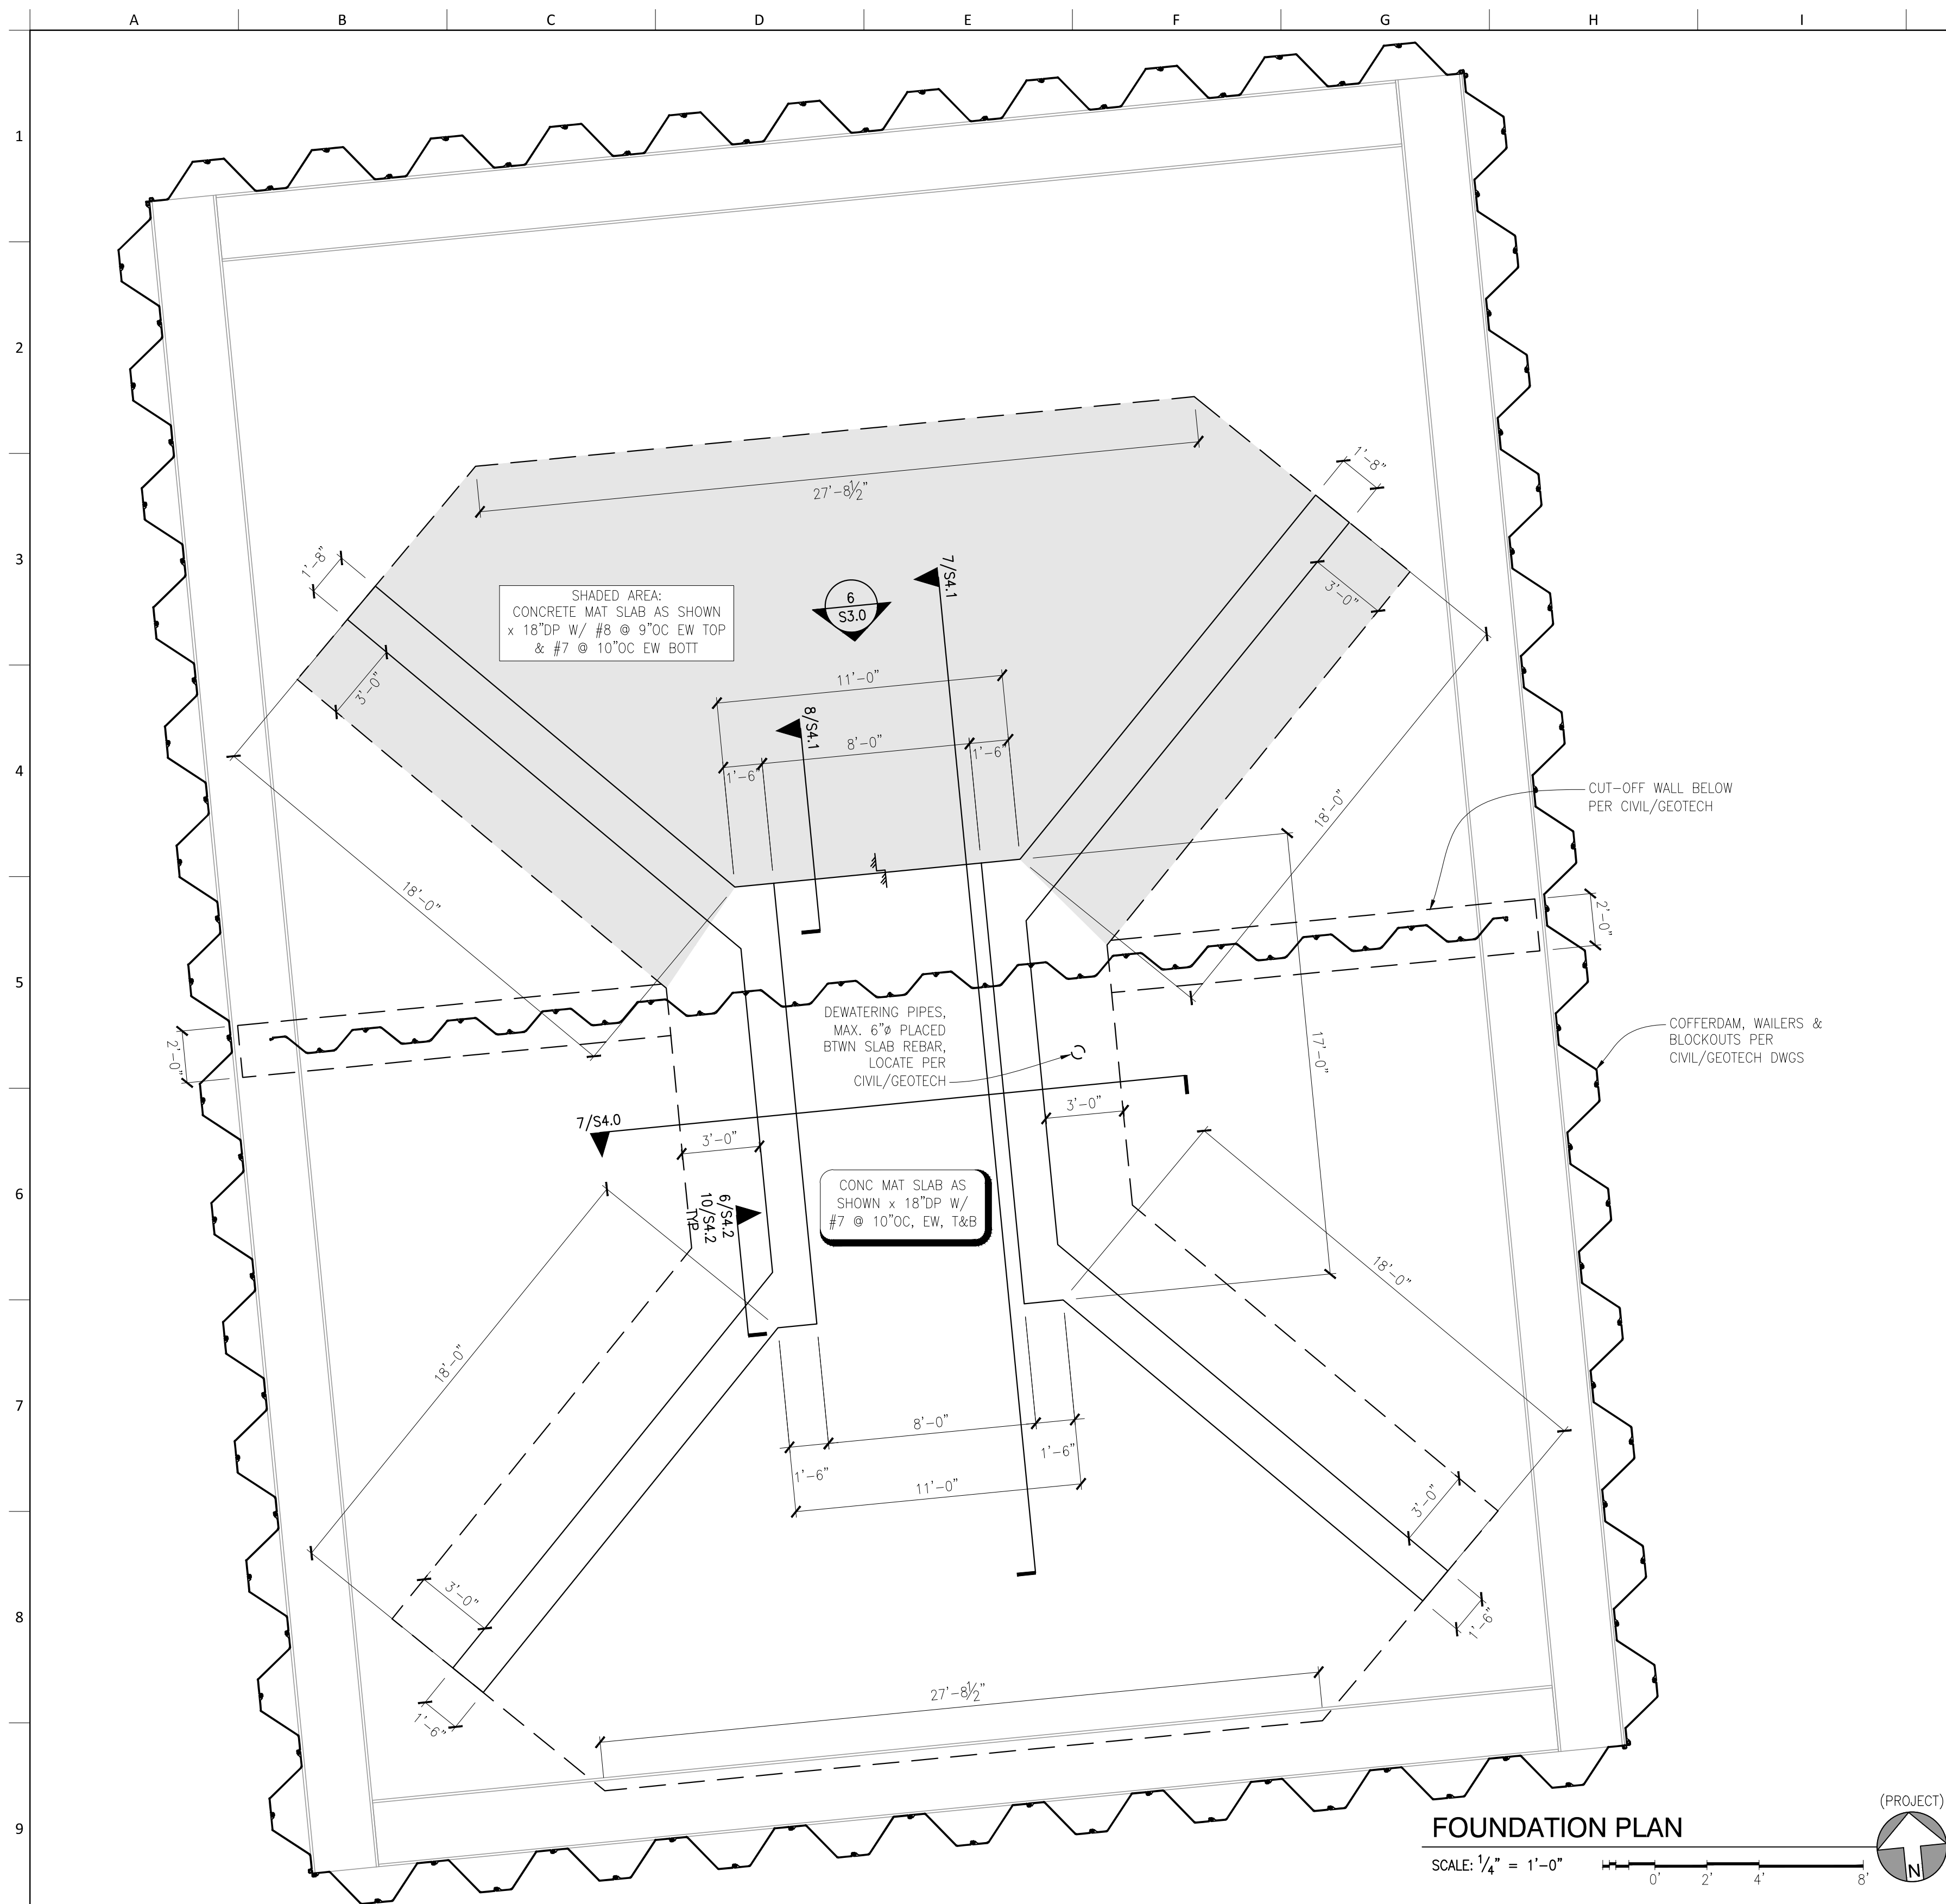 A B C D E F G H I
1
2
3
4
5
6
7
8
9
27'-8½"
1'-8"
1'-8"
3'-0"
3'-0"
SHADED AREA:
CONCRETE MAT SLAB AS SHOWN
x 18"DP W/ #8 @ 9"OC EW TOP
& #7 @ 10"OC EW BOTT
6
S3.0
7/S4.1
11'-0"
8/S4.1
8'-0"
1'-6"
1'-6"
18'-0"
18'-0"
CUT-OFF WALL BELOW
PER CIVIL/GEOTECH
2'-0"
2'-0"
DEWATERING PIPES,
MAX. 6"ø PLACED
BTWN SLAB REBAR,
LOCATE PER
CIVIL/GEOTECH
17'-0"
COFFERDAM, WAILERS &
BLOCKOUTS PER
CIVIL/GEOTECH DWGS
7/S4.0
3'-0"
3'-0"
6/S4.2
10/S4.2
TYP
CONC MAT SLAB AS
SHOWN x 18"DP W/
#7 @ 10"OC, EW, T&B
18'-0"
18'-0"
8'-0"
1'-6"
1'-6"
11'-0"
3'-0"
3'-0"
1'-6"
1'-6"
27'-8½"
FOUNDATION PLAN
SCALE: 1/4" = 1'-0"
0' 2' 4' 8'
(PROJECT)
N